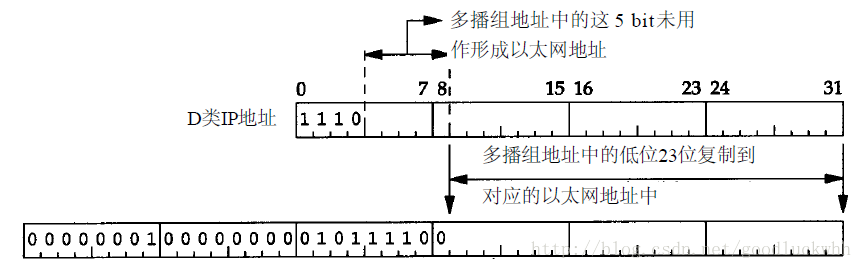 多播组地址中的这 5 bit未用
作形成以太网地址
0 7 8 15 16 23 24 31
D类IP地址 1 1 1 0
多播组地址中的低位23位复制到
对应的以太网地址中
0 0 0 0 0 0 0 1 0 0 0 0 0 0 0 0 0 1 0 1 1 1 1 0 0
http://blog.csdn.net/goodluckwhh